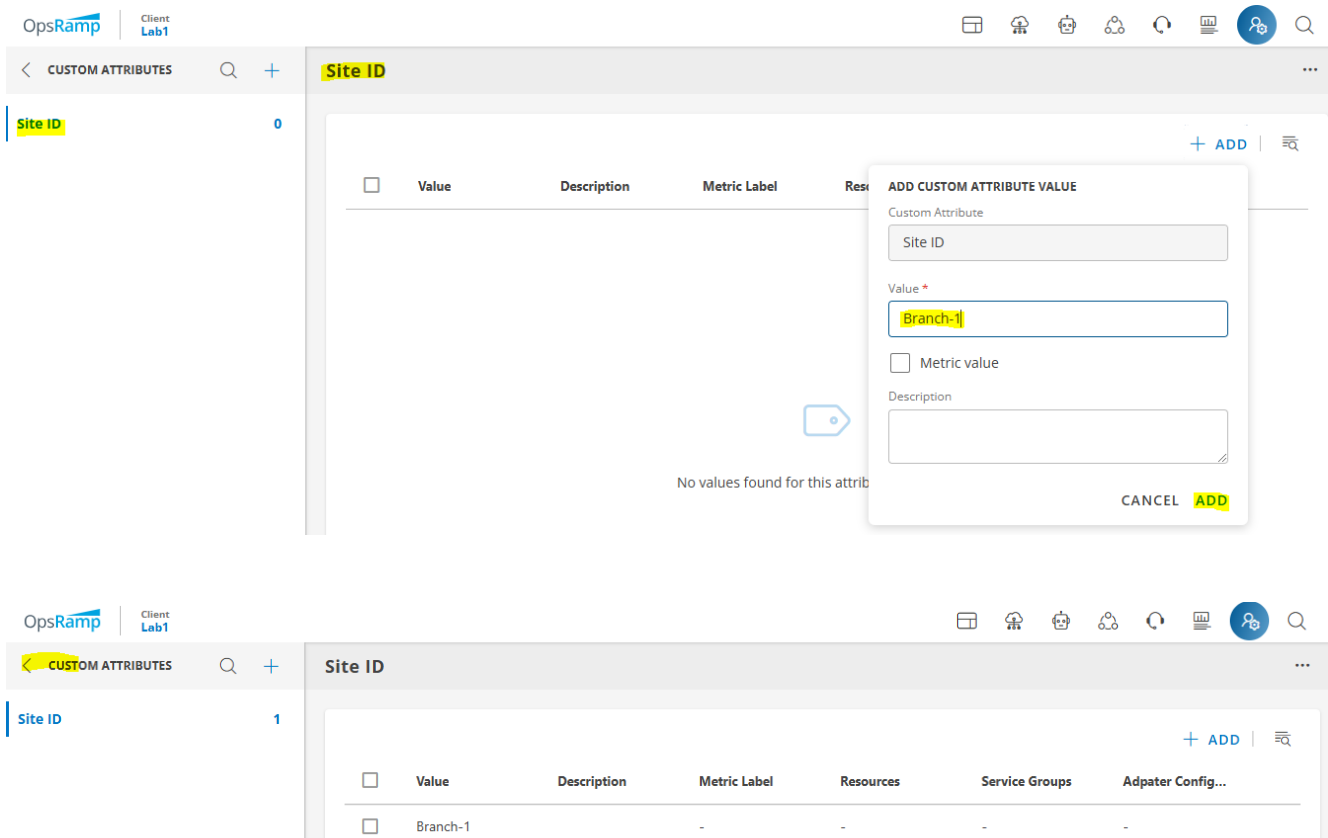 OpsRamp
Client
Lab1
CUSTOM ATTRIBUTES
Site ID
Site ID 0
ADD
Value Description Metric Label Reso
ADD CUSTOM ATTRIBUTE VALUE
Custom Attribute
Site ID
Value *
Branch-1
Metric value
Description
No values found for this attrib
CANCEL ADD
OpsRamp
Client
Lab1
CUSTOM ATTRIBUTES
Site ID
Site ID 1
ADD
Value Description Metric Label Resources Service Groups Adpater Config...
Branch-1 - - - -